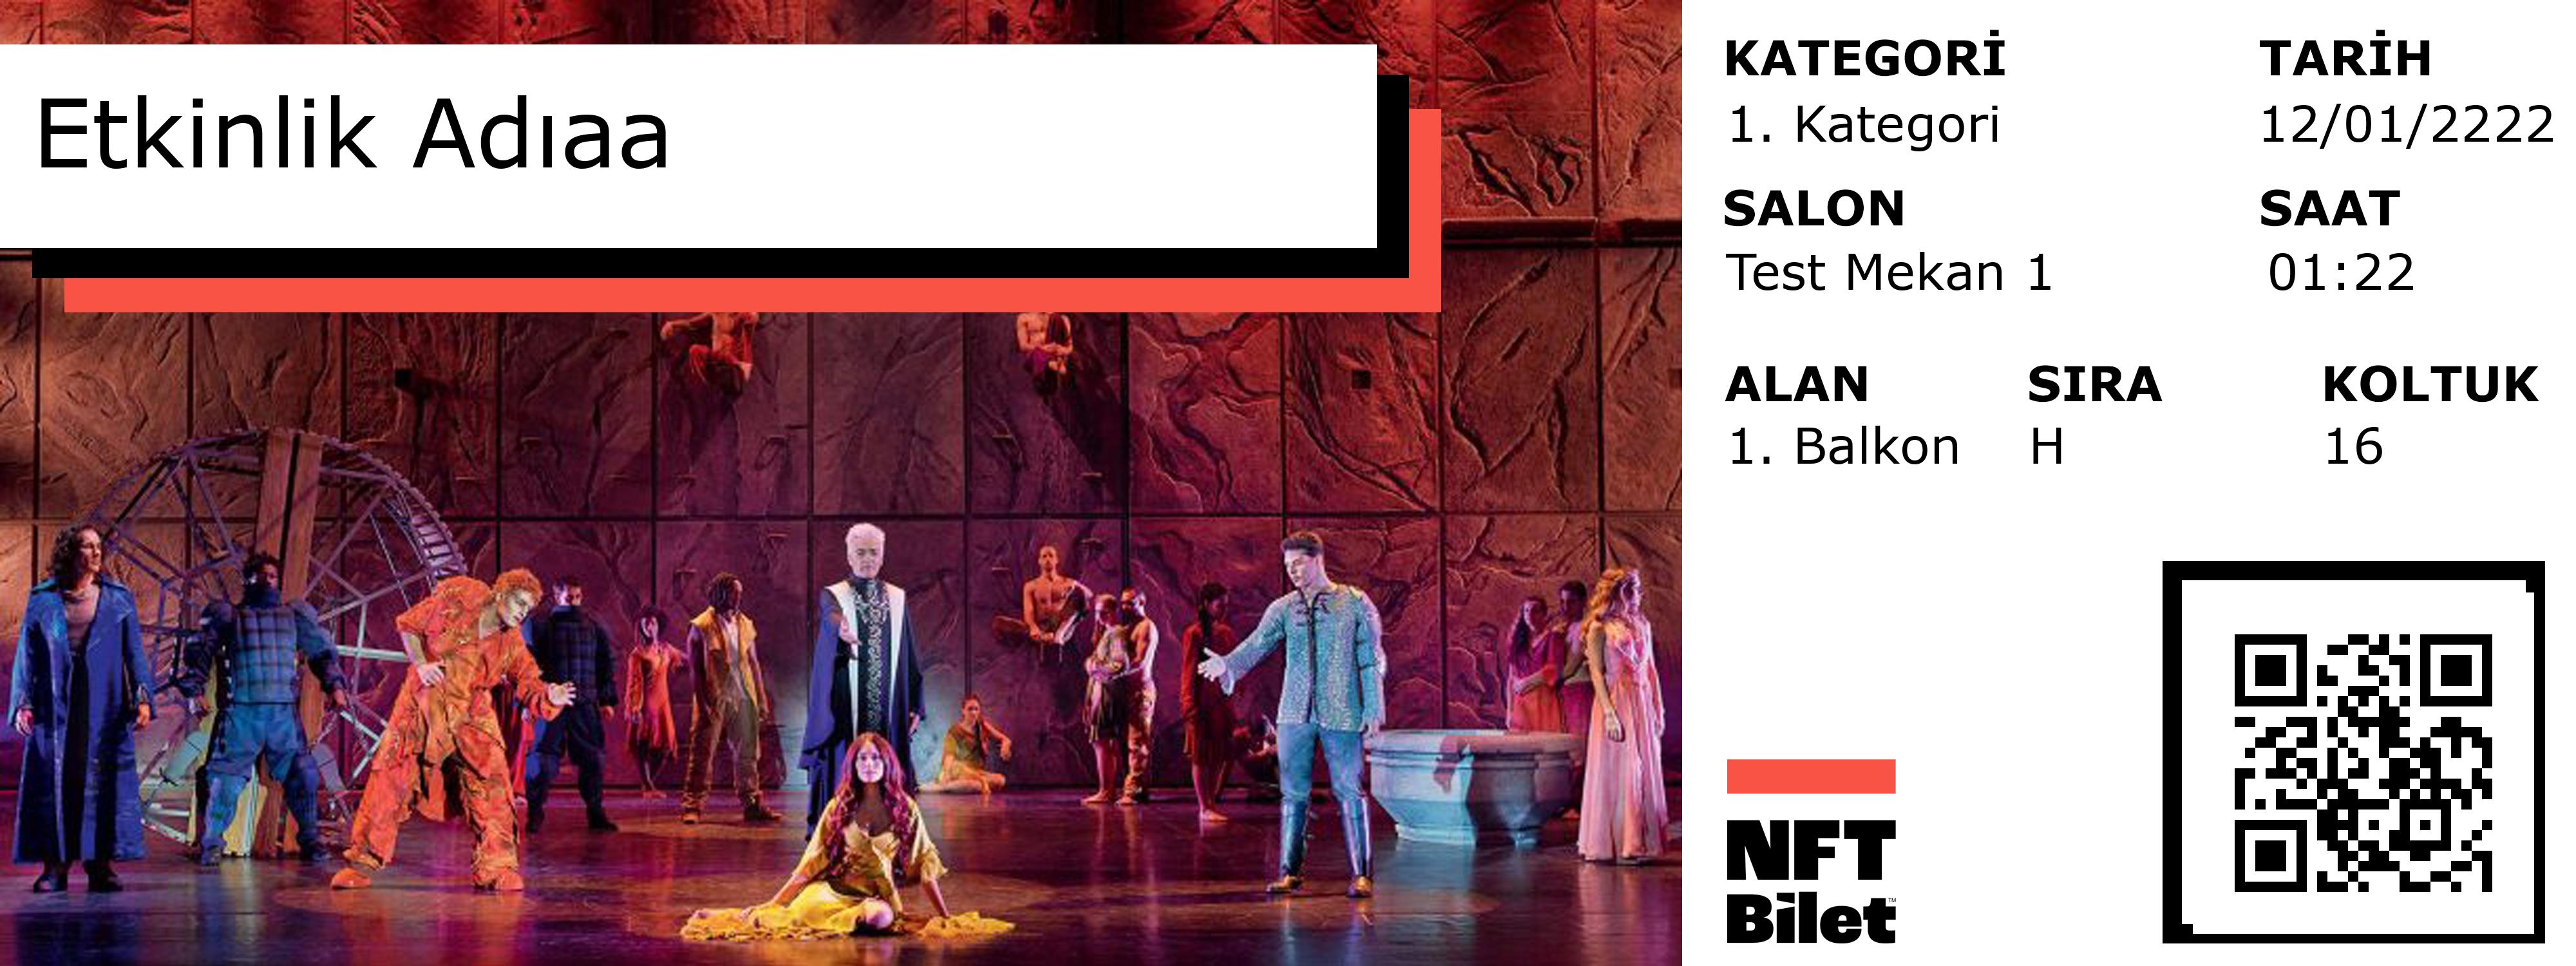 Etkinlik Adıaa
KATEGORİ
1. Kategori
TARİH
12/01/2222
SALON
Test Mekan 1
SAAT
01:22
ALAN
1. Balkon
SIRA
H
KOLTUK
16
NFT
Bilet™